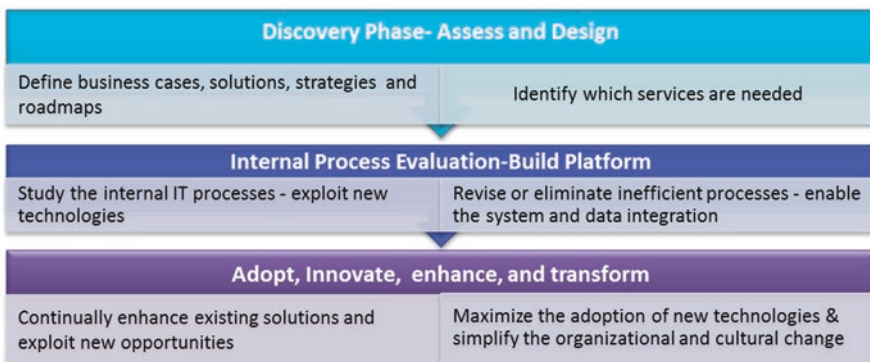 Discovery Phase- Assess and Design
Define business cases, solutions, strategies and
roadmaps
Identify which services are needed
Internal Process Evaluation-Build Platform
Study the internal IT processes - exploit new
technologies
Revise or eliminate inefficient processes - enable
the system and data integration
Adopt, Innovate, enhance, and transform
Continually enhance existing solutions and
exploit new opportunities
Maximize the adoption of new technologies &
simplify the organizational and cultural change